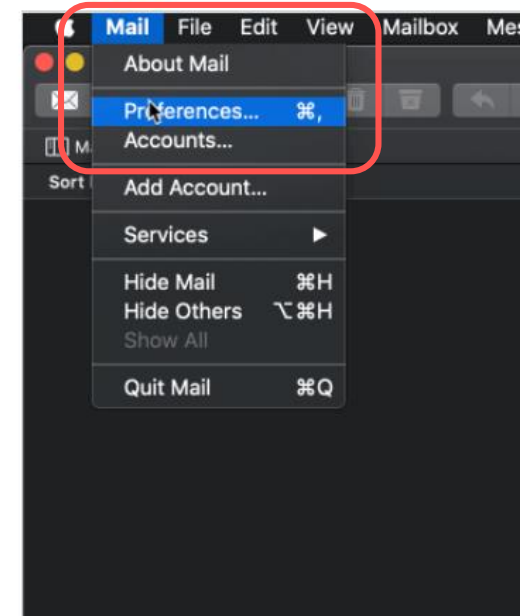 Mail File Edit View Mailbox Mes
About Mail
Preferences... ⌘,
Accounts...
M
Sort
Add Account...
Services ▶
Hide Mail ⌘H
Hide Others ⌥⌘H
Show All
Quit Mail ⌘Q